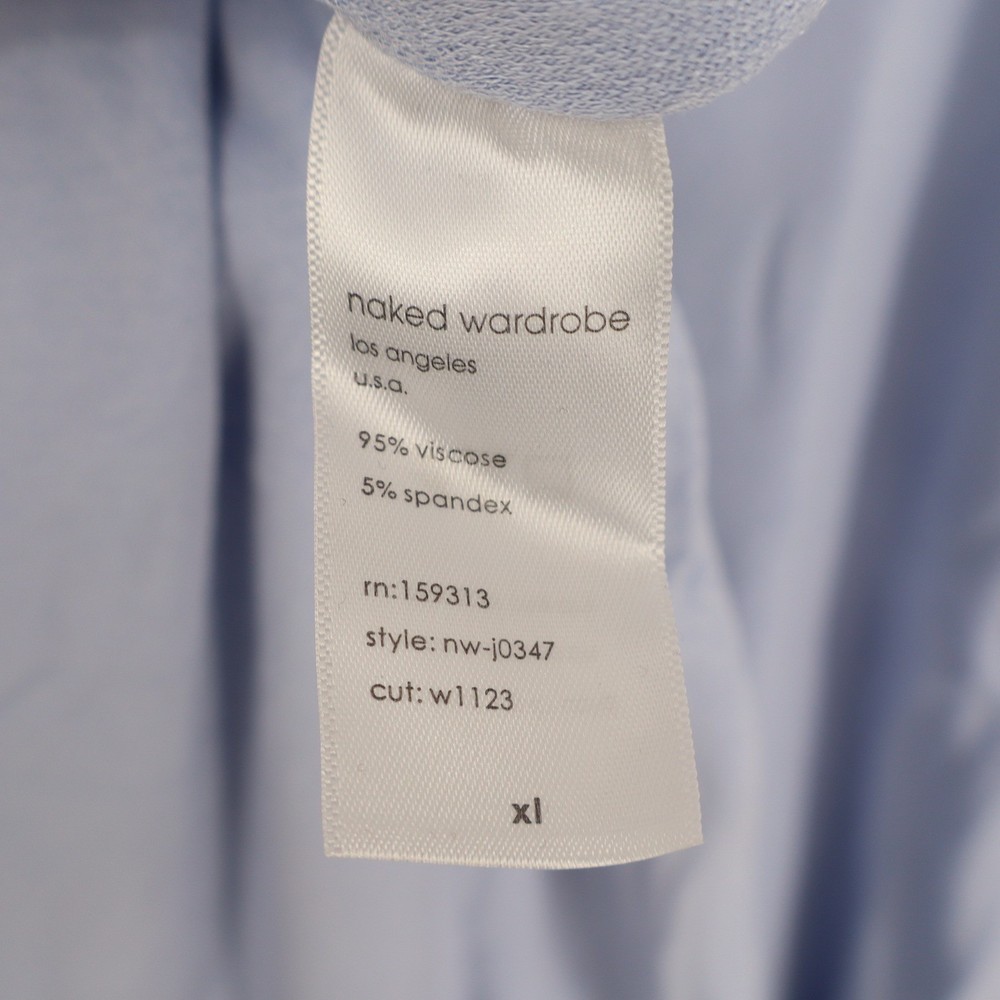 naked wardrobe
los angeles
u.s.a.
95% viscose
5% spandex
rn:159313
style: nw-j0347
cut: w1123
xl